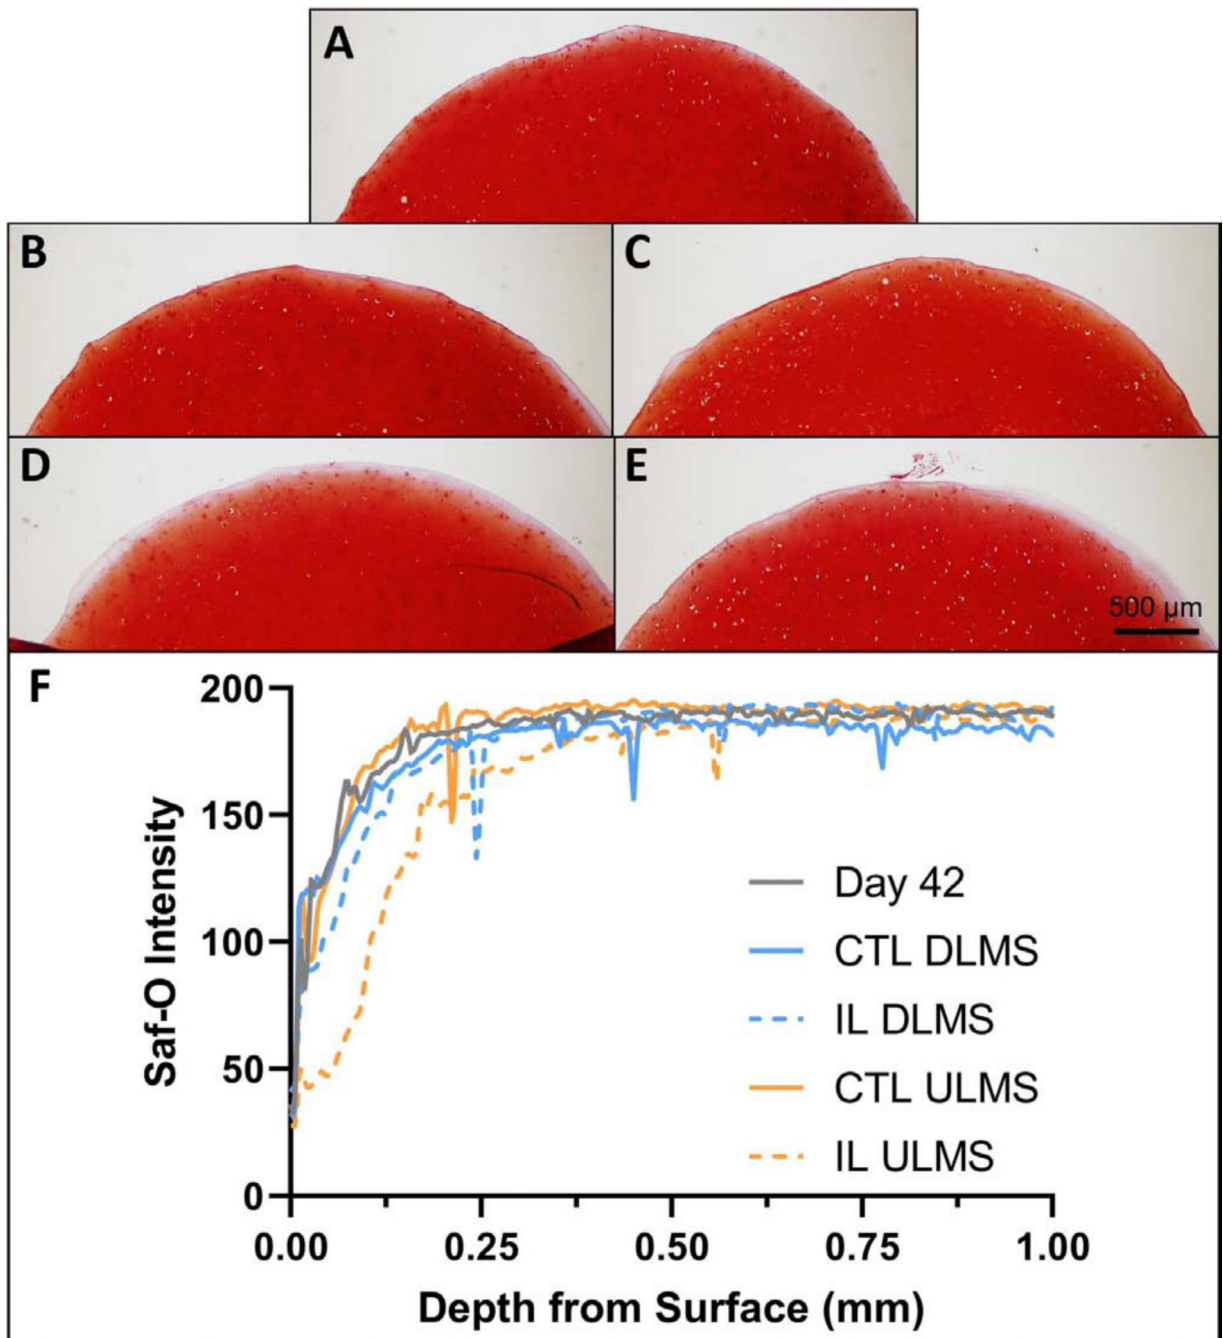 A
B
C
D
E
500 µm
F
200
150
100
50
0
Saf-O Intensity
Day 42
CTL DLMS
IL DLMS
CTL ULMS
IL ULMS
0.00 0.25 0.50 0.75 1.00
Depth from Surface (mm)